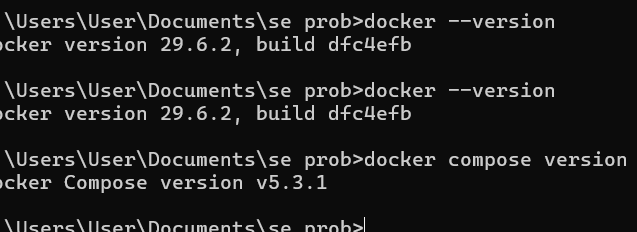 \Users\User\Documents\se prob>docker --version
ocker version 29.6.2, build dfc4efb
\Users\User\Documents\se prob>docker --version
ocker version 29.6.2, build dfc4efb
\Users\User\Documents\se prob>docker compose version
ocker Compose version v5.3.1
\Users\User\Documents\se prob>